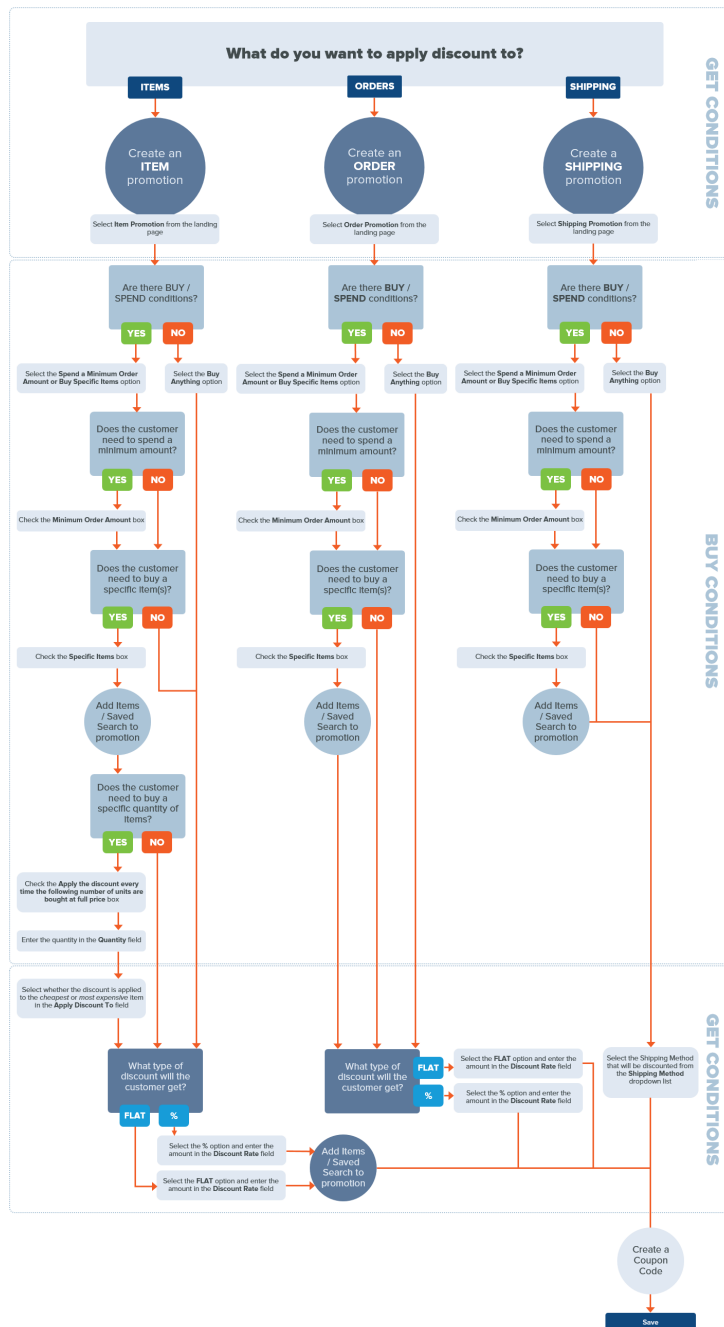 What do you want to apply discount to?
ITEMS
ORDERS
SHIPPING
Create an
ITEM
promotion
Create an
ORDER
promotion
Create a
SHIPPING
promotion
Select Item Promotion from the landing
page
Select Order Promotion from the
landing page
Select Shipping Promotion from the
landing page
GET CONDITIONS
Are there BUY /
SPEND conditions?
YES
NO
Are there BUY /
SPEND conditions?
YES
NO
Are there BUY /
SPEND conditions?
YES
NO
Select the Spend a Minimum Order
Amount or Buy Specific Items option
Select the Buy
Anything option
Select the Spend a Minimum Order
Amount or Buy Specific Items option
Select the Buy
Anything option
Select the Spend a Minimum Order
Amount or Buy Specific Items option
Select the Buy
Anything option
Does the customer
need to spend a
minimum amount?
YES
NO
Does the customer
need to spend a
minimum amount?
YES
NO
Does the customer
need to spend a
minimum amount?
YES
NO
Check the Minimum Order Amount box
Check the Minimum Order Amount box
Check the Minimum Order Amount box
Does the customer
need to buy a
specific item(s)?
YES
NO
Does the customer
need to buy a
specific item(s)?
YES
NO
Does the customer
need to buy a
specific item(s)?
YES
NO
BUY CONDITIONS
Check the Specific Items box
Check the Specific Items box
Check the Specific Items box
Add Items
/ Saved
Search to
promotion
Add Items
/ Saved
Search to
promotion
Add Items
/ Saved
Search to
promotion
Does the customer
need to buy a
specific quantity of
items?
YES
NO
Check the Apply the discount every
time the following number of units are
bought at full price box
Enter the quantity in the Quantity field
Select whether the discount is applied
to the cheapest or most expensive item
in the Apply Discount To field
What type of
discount will the
customer get?
FLAT
%
What type of
discount will the
customer get?
FLAT
%
Select the FLAT option and enter the
amount in the Discount Rate field
Select the % option and enter the
amount in the Discount Rate field
Select the Shipping Method
that will be discounted from
the Shipping Method
dropdown list
GET CONDITIONS
Select the % option and enter the
amount in the Discount Rate field
Select the FLAT option and enter the
amount in the Discount Rate field
Add Items
/ Saved
Search to
promotion
Create a
Coupon
Code
Save